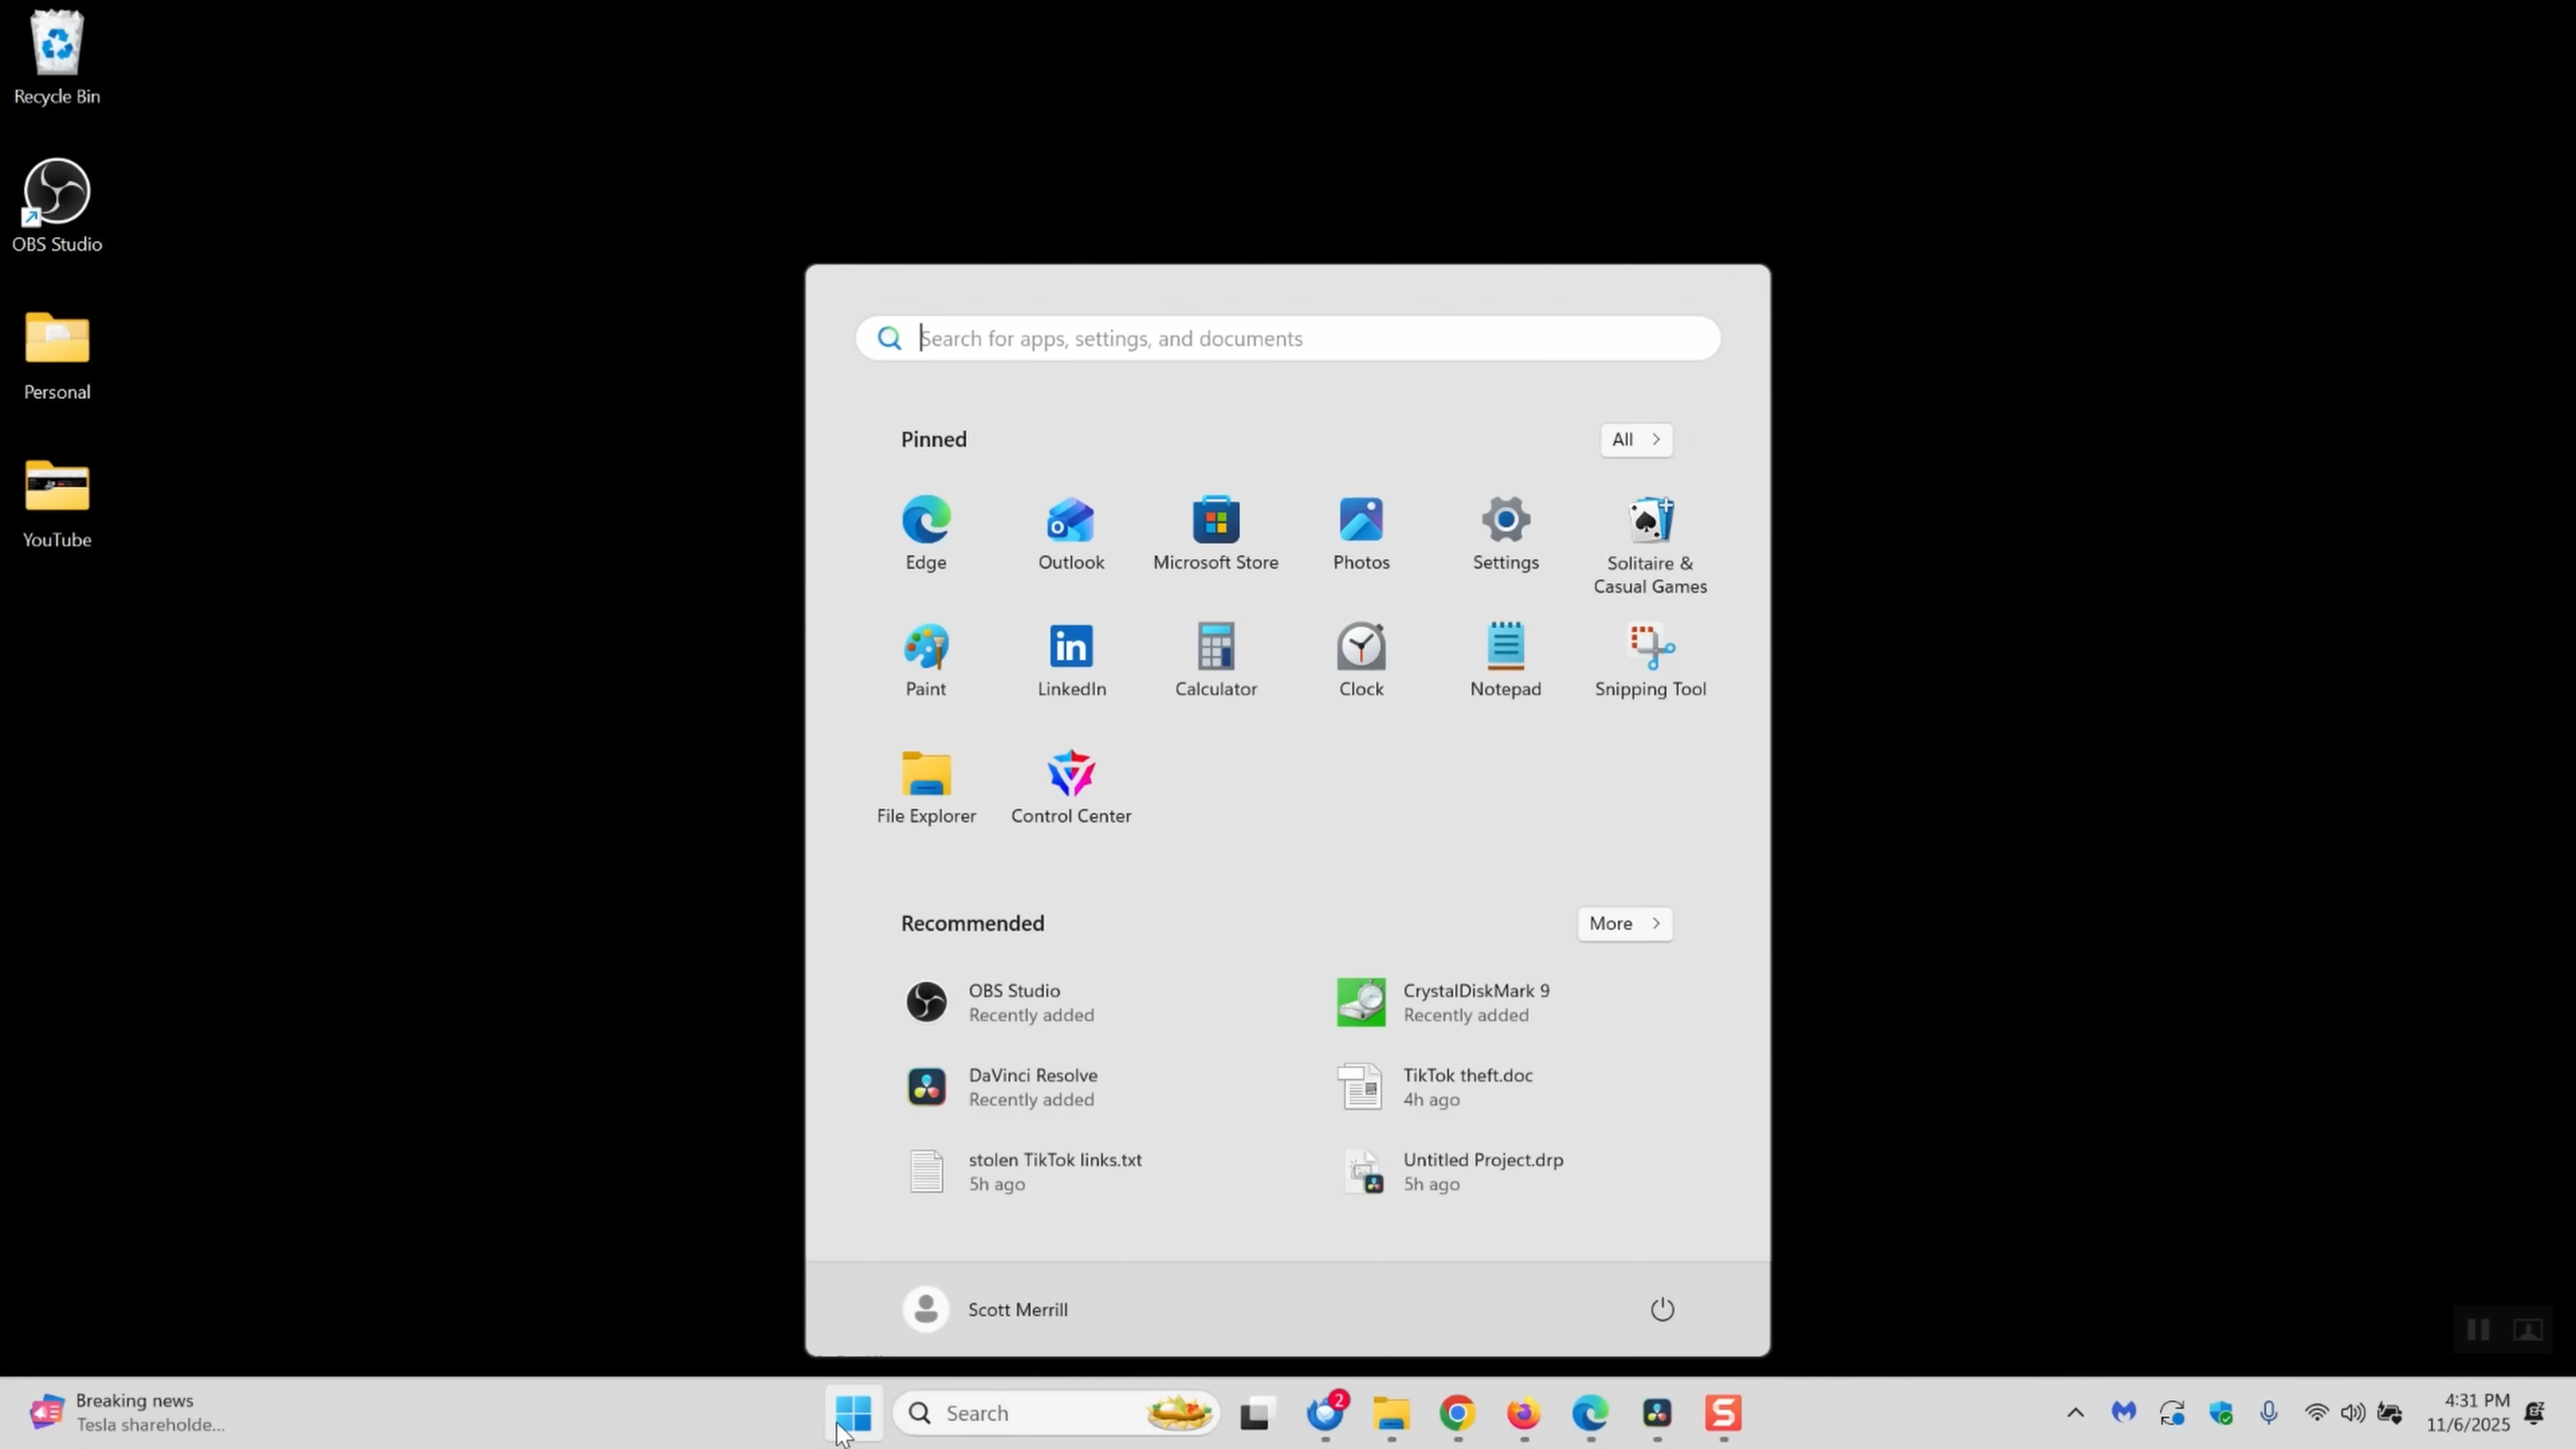 Recycle Bin
OBS Studio
Personal
YouTube
Search for apps, settings, and documents
Pinned
All
Edge
Outlook
Microsoft Store
Photos
Settings
Solitaire &
Casual Games
Paint
LinkedIn
Calculator
Clock
Notepad
Snipping Tool
File Explorer
Control Center
Recommended
More
OBS Studio
Recently added
CrystalDiskMark 9
Recently added
DaVinci Resolve
Recently added
TikTok theft.doc
4h ago
stolen TikTok links.txt
5h ago
Untitled Project.drp
5h ago
Scott Merrill
Breaking news
Tesla shareholde...
Search
2
4:31 PM
11/6/2025